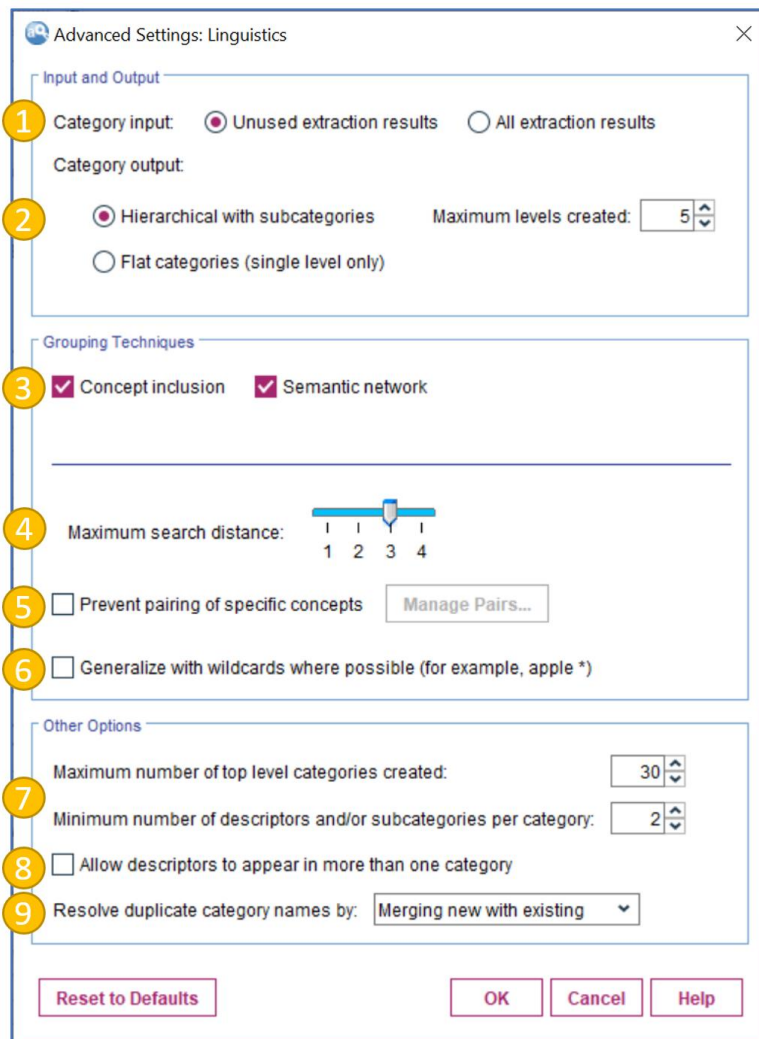 Advanced Settings: Linguistics
Input and Output
1 Category input: Unused extraction results All extraction results
Category output:
2 Hierarchical with subcategories Maximum levels created: 5
Flat categories (single level only)
Grouping Techniques
3 Concept inclusion Semantic network
4 Maximum search distance:
1 2 3 4
5 Prevent pairing of specific concepts Manage Pairs...
6 Generalize with wildcards where possible (for example, apple *)
Other Options
Maximum number of top level categories created: 30
7
Minimum number of descriptors and/or subcategories per category: 2
8 Allow descriptors to appear in more than one category
9 Resolve duplicate category names by: Merging new with existing
Reset to Defaults OK Cancel Help